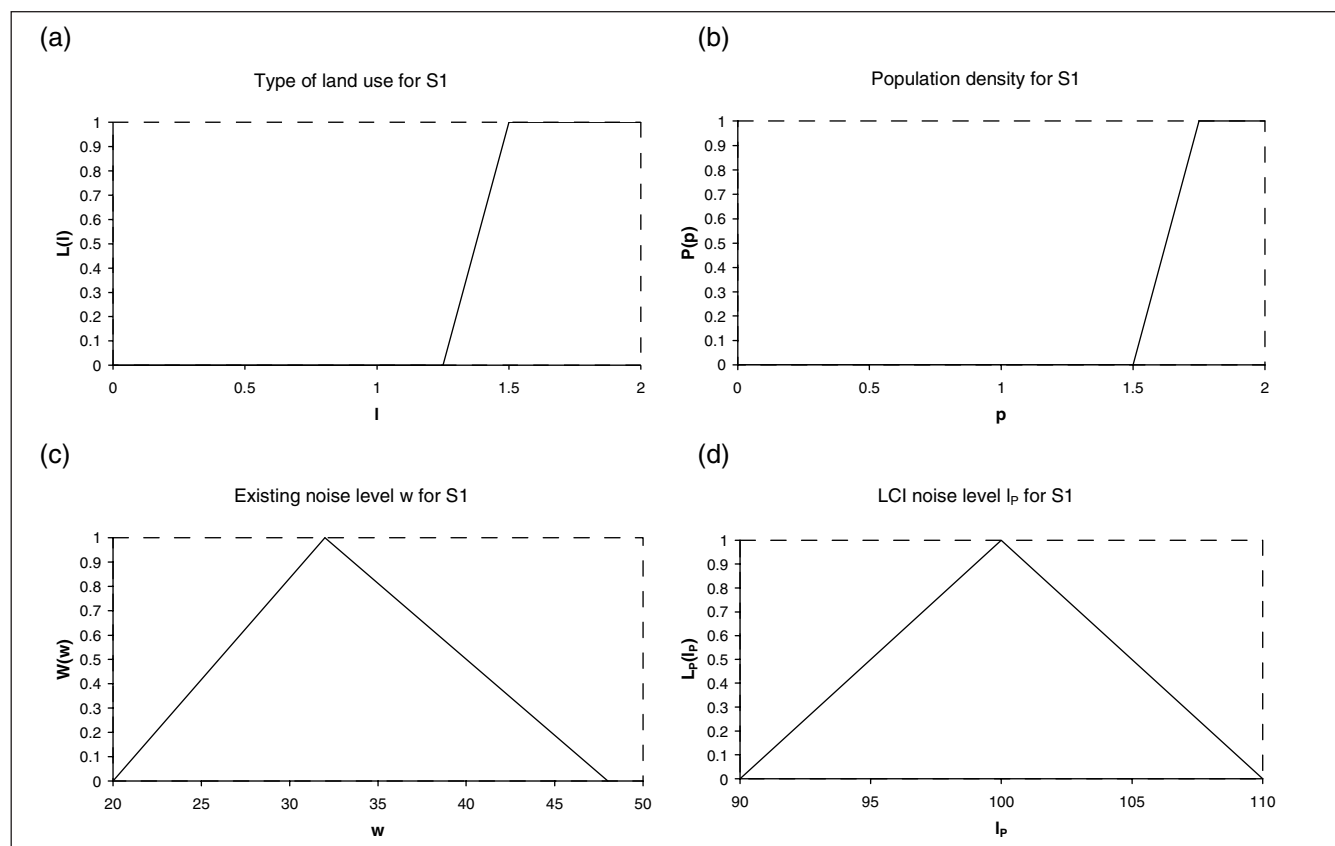 (a)
Type of land use for S1
L(l)
1
0.9
0.8
0.7
0.6
0.5
0.4
0.3
0.2
0.1
0
0 0.5 1 1.5 2
l
(b)
Population density for S1
P(p)
1
0.9
0.8
0.7
0.6
0.5
0.4
0.3
0.2
0.1
0
0 0.5 1 1.5 2
p
(c)
Existing noise level w for S1
W(w)
1
0.9
0.8
0.7
0.6
0.5
0.4
0.3
0.2
0.1
0
20 25 30 35 40 45 50
w
(d)
LCI noise level lP for S1
LP(lP)
1
0.9
0.8
0.7
0.6
0.5
0.4
0.3
0.2
0.1
0
90 95 100 105 110
lP